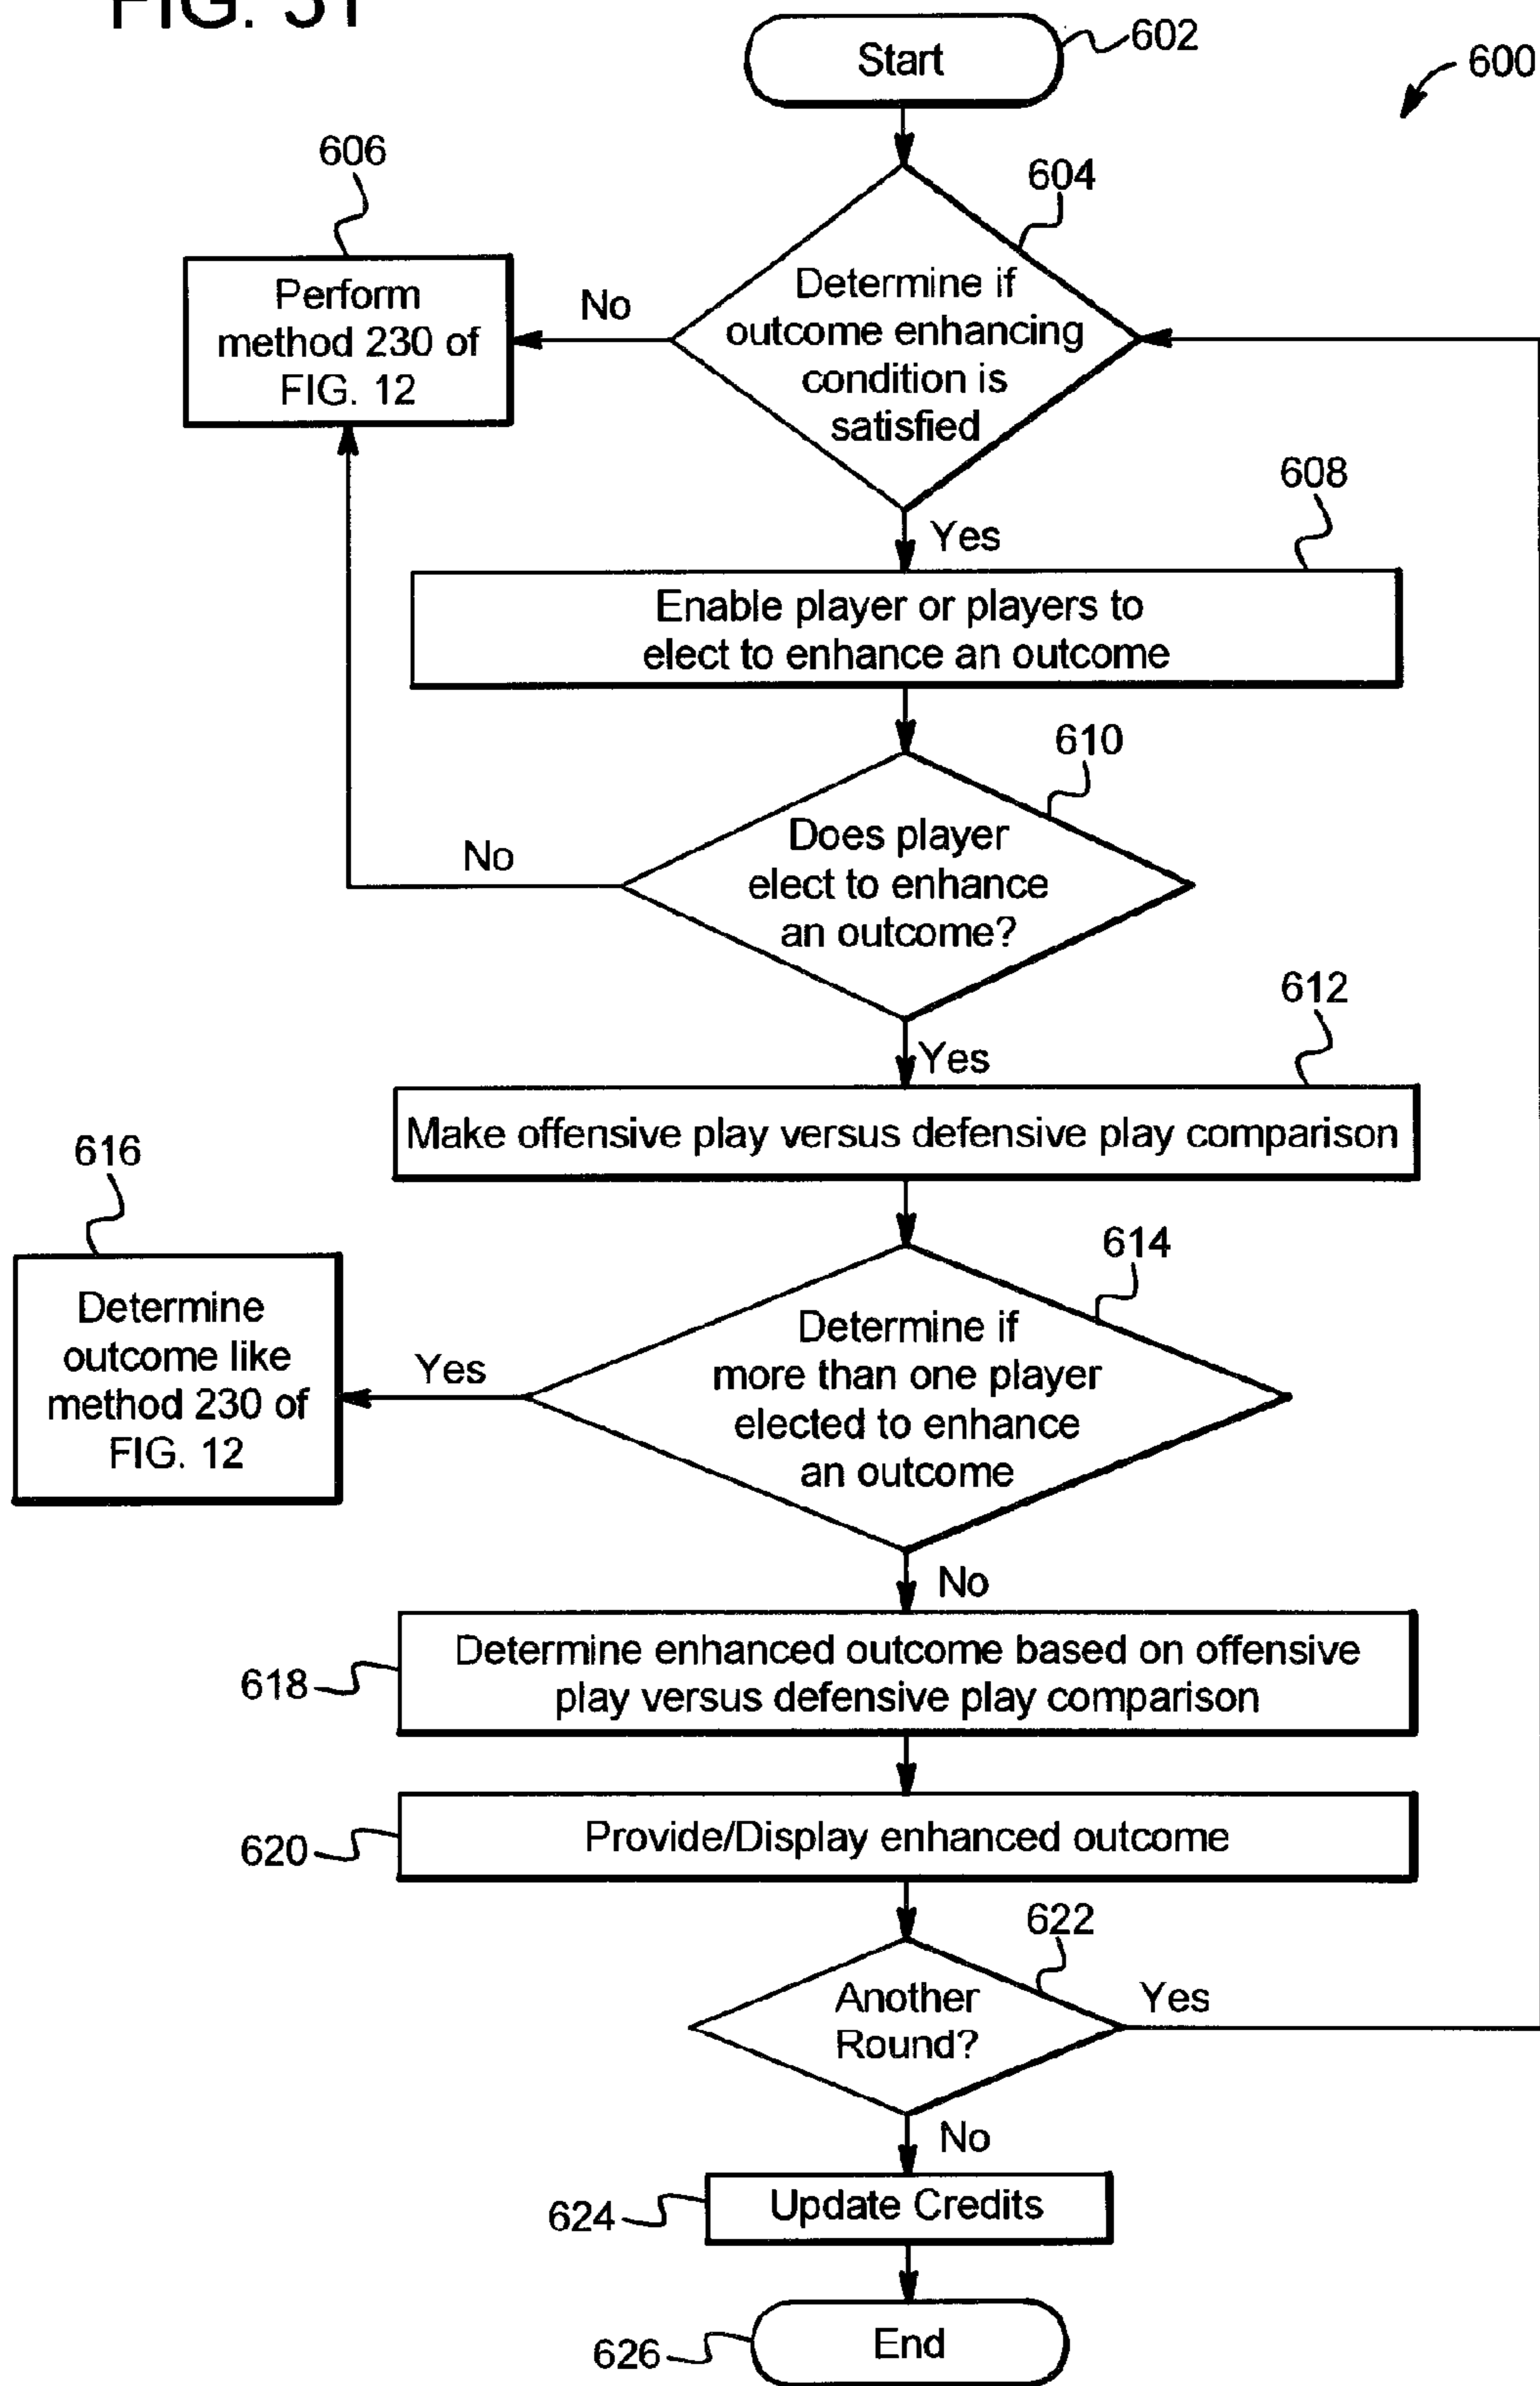 FIG. 31
Start
602
600
606
604
Perform
method 230 of
FIG. 12
No
Determine if
outcome enhancing
condition is
satisfied
608
Yes
Enable player or players to
elect to enhance an outcome
610
No
Does player
elect to enhance
an outcome?
612
Yes
Make offensive play versus defensive play comparison
616
614
Determine
outcome like
method 230 of
FIG. 12
Yes
Determine if
more than one player
elected to enhance
an outcome
No
618
Determine enhanced outcome based on offensive
play versus defensive play comparison
620
Provide/Display enhanced outcome
622
Another
Round?
Yes
No
624
Update Credits
626
End